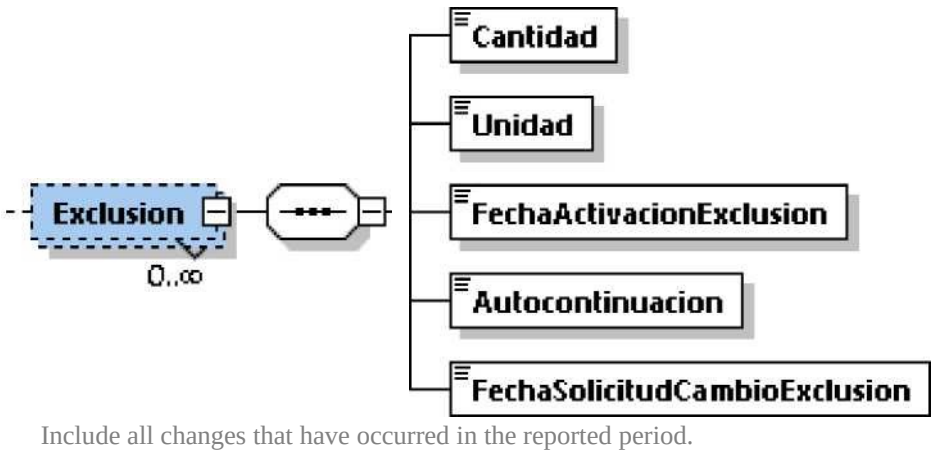 Cantidad
Unidad
FechaActivacionExclusion
Exclusion
0..∞
Autocontinuacion
FechaSolicitudCambioExclusion
Include all changes that have occurred in the reported period.